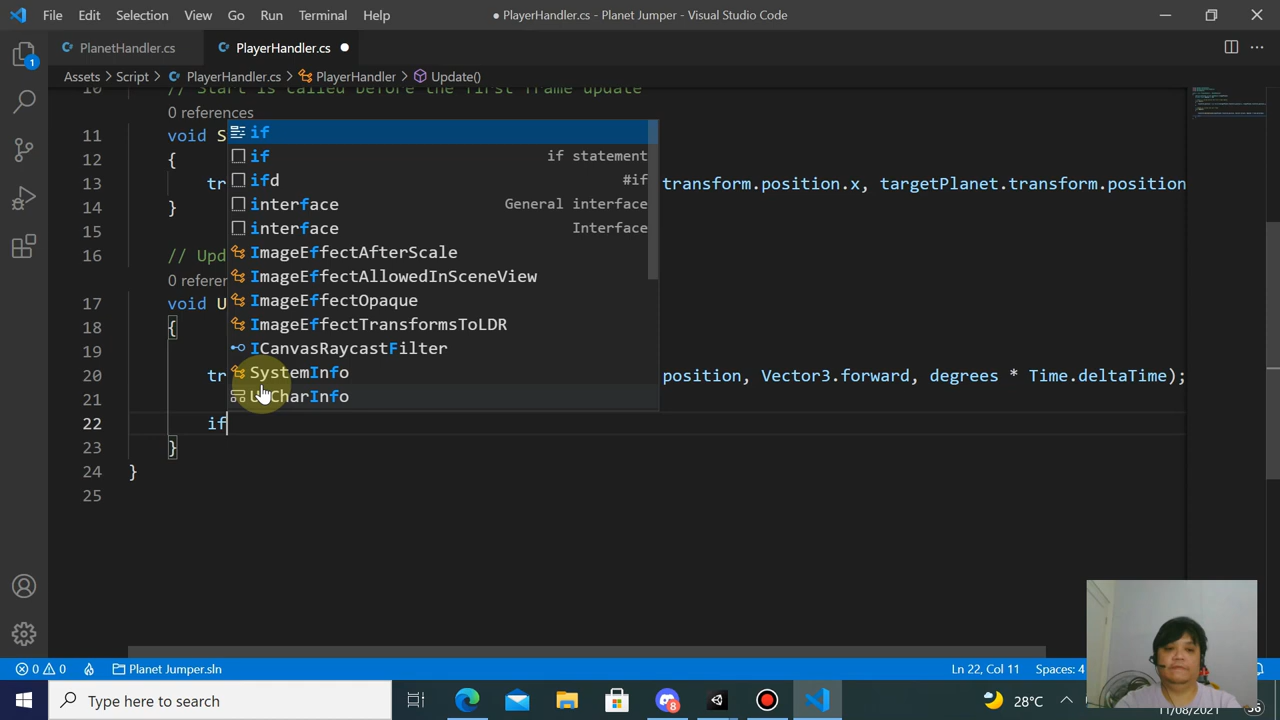 File Edit Selection View Go Run Terminal Help
● PlayerHandler.cs - Planet Jumper - Visual Studio Code
PlanetHandler.cs
PlayerHandler.cs
Assets > Script > PlayerHandler.cs > PlayerHandler > Update()
10 // Start is called before the first frame update
0 references
11 void S
12 {
13 tr transform.position.x, targetPlanet.transform.position
14 }
15
16 // Upd
0 refere
17 void U
18 {
19
20 tr position, Vector3.forward, degrees * Time.deltaTime);
21
22 if
23 }
24 }
25
if
if if statement
ifd #if
interface General interface
interface Interface
ImageEffectAfterScale
ImageEffectAllowedInSceneView
ImageEffectOpaque
ImageEffectTransformsToLDR
ICanvasRaycastFilter
SystemInfo
CharInfo
1
0 0 Planet Jumper.sln
Ln 22, Col 11 Spaces: 4
Type here to search
8
28°C
11/08/2021